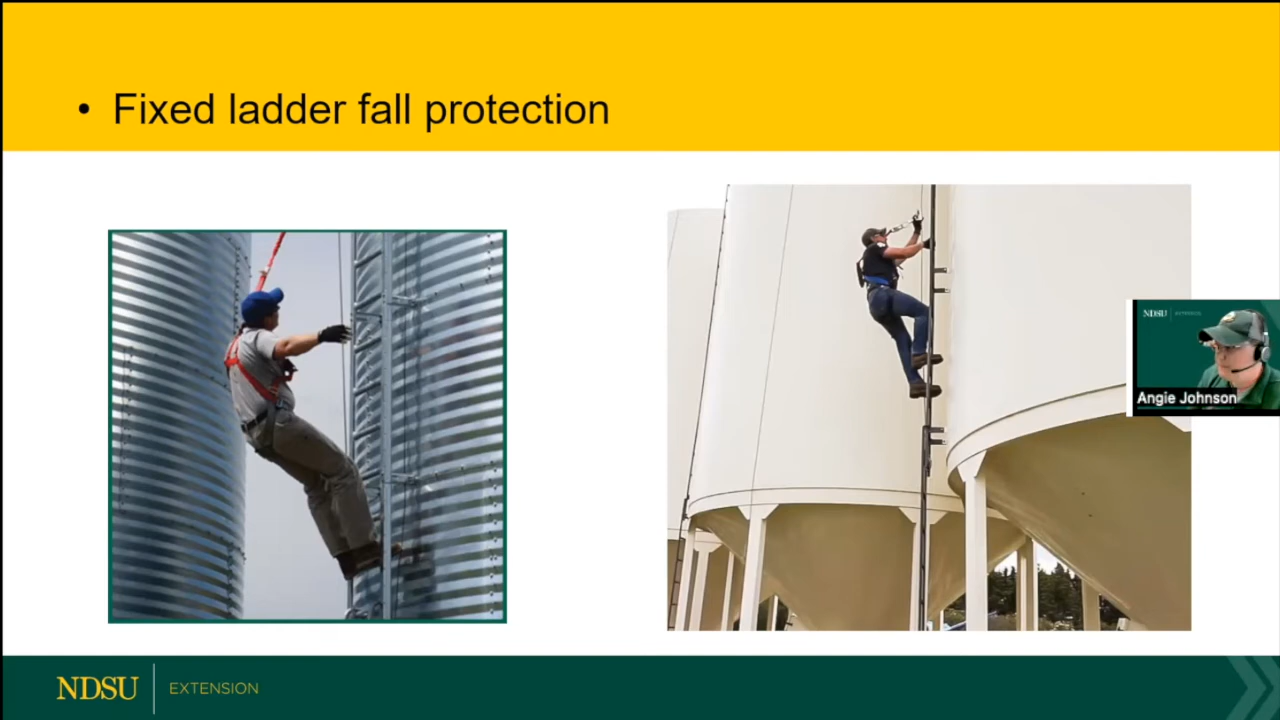 • Fixed ladder fall protection
NDSU
Angie Johnson
NDSU EXTENSION